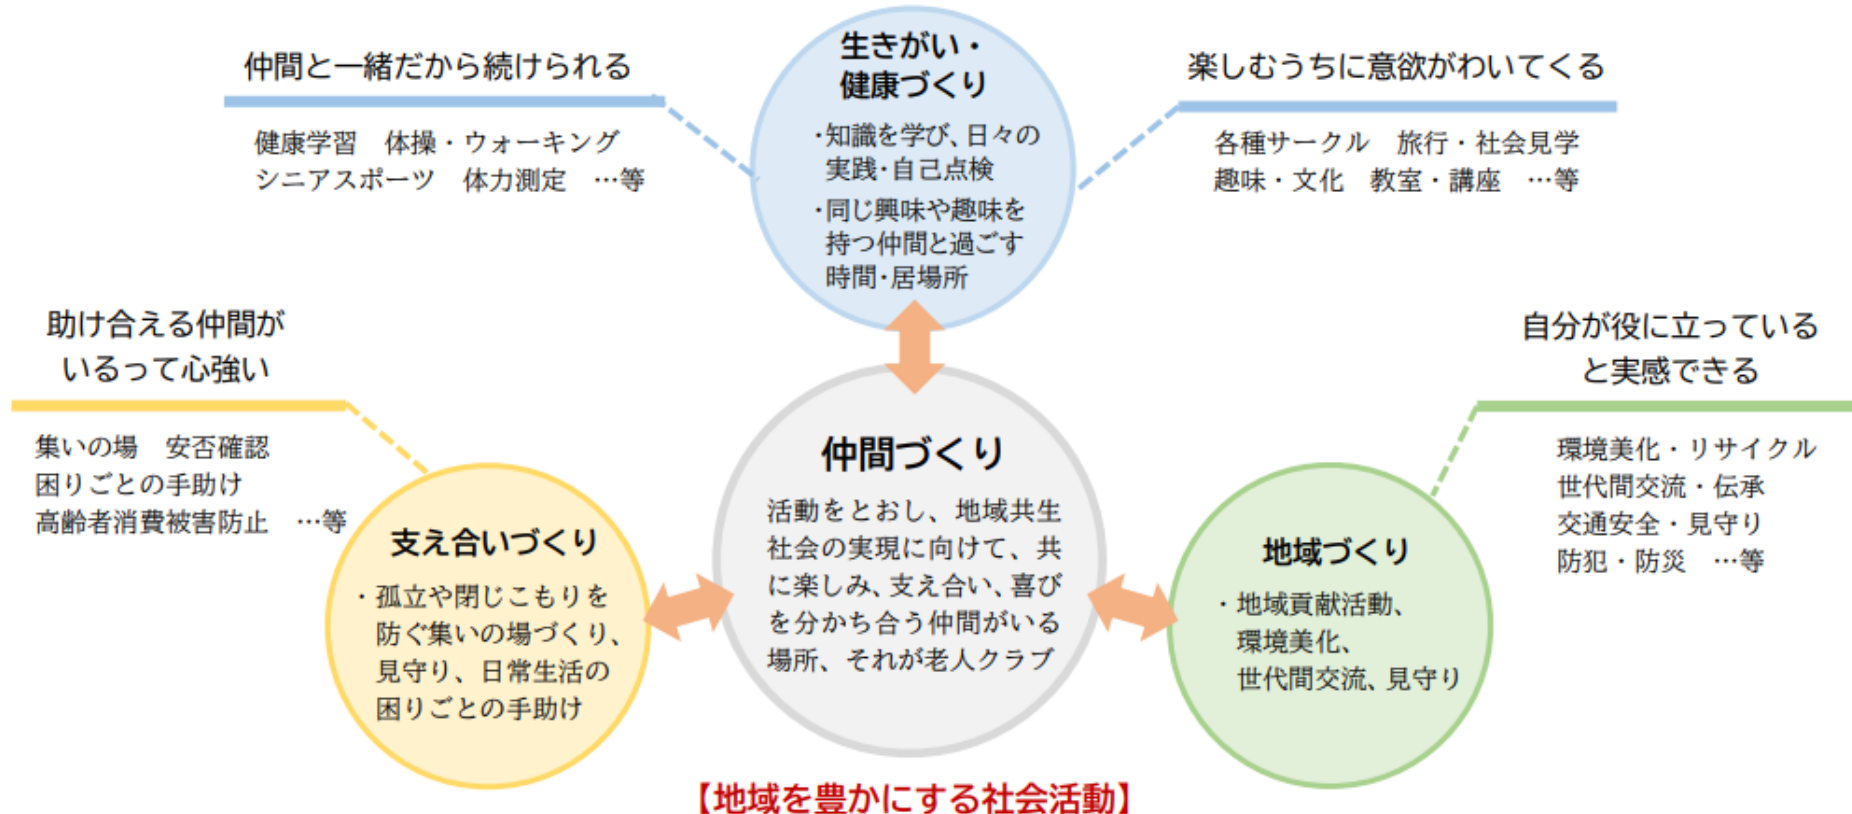 仲間と一緒だから続けられる
健康学習　体操・ウォーキング
シニアスポーツ　体力測定　…等
生きがい・
健康づくり
・知識を学び、日々の
実践・自己点検
・同じ興味や趣味を
持つ仲間と過ごす
時間・居場所
楽しむうちに意欲がわいてくる
各種サークル　旅行・社会見学
趣味・文化　教室・講座　…等
助け合える仲間が
いるって心強い
集いの場　安否確認
困りごとの手助け
高齢者消費被害防止　…等
支え合いづくり
・孤立や閉じこもりを
防ぐ集いの場づくり、
見守り、日常生活の
困りごとの手助け
仲間づくり
活動をとおし、地域共生
社会の実現に向けて、共
に楽しみ、支え合い、喜び
を分かち合う仲間がいる
場所、それが老人クラブ
自分が役に立っている
と実感できる
環境美化・リサイクル
世代間交流・伝承
交通安全・見守り
防犯・防災　…等
地域づくり
・地域貢献活動、
環境美化、
世代間交流、見守り
【地域を豊かにする社会活動】